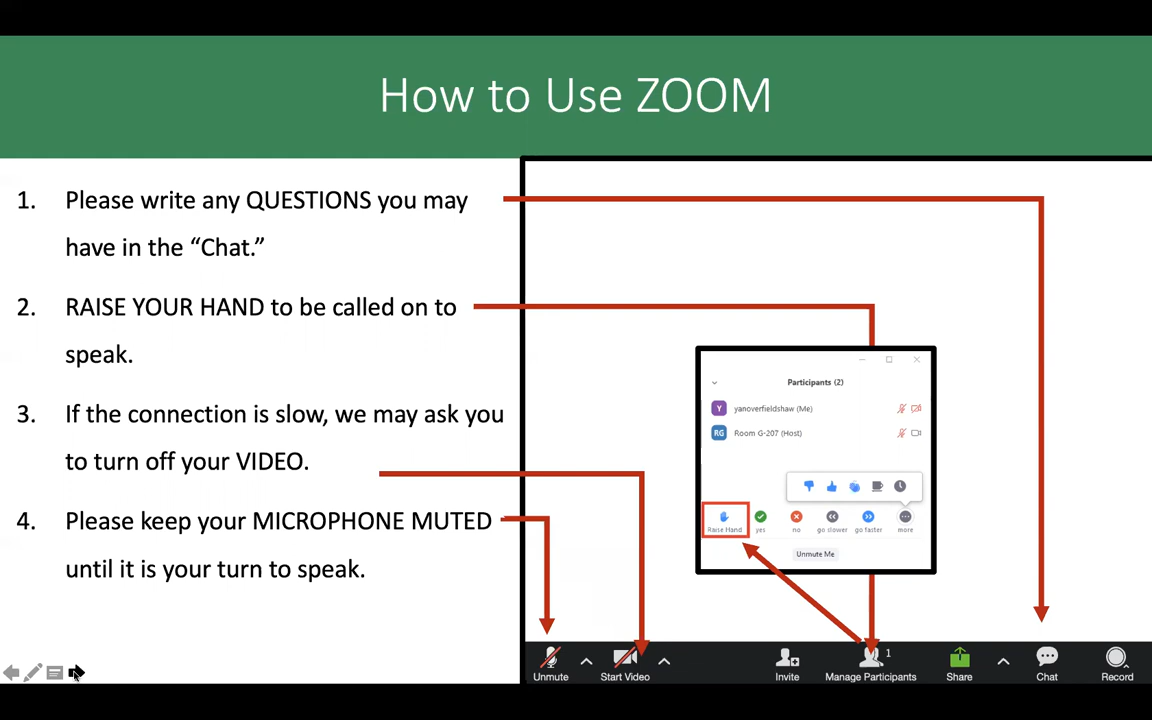 How to Use ZOOM
1. Please write any QUESTIONS you may
have in the “Chat.”
2. RAISE YOUR HAND to be called on to
speak.
3. If the connection is slow, we may ask you
to turn off your VIDEO.
4. Please keep your MICROPHONE MUTED
until it is your turn to speak.
Participants (2)
Y yanoverfieldshaw (Me)
RG Room G-207 (Host)
Raise Hand yes no go slower go faster more
Unmute Me
1
Unmute Start Video Invite Manage Participants Share Chat Record